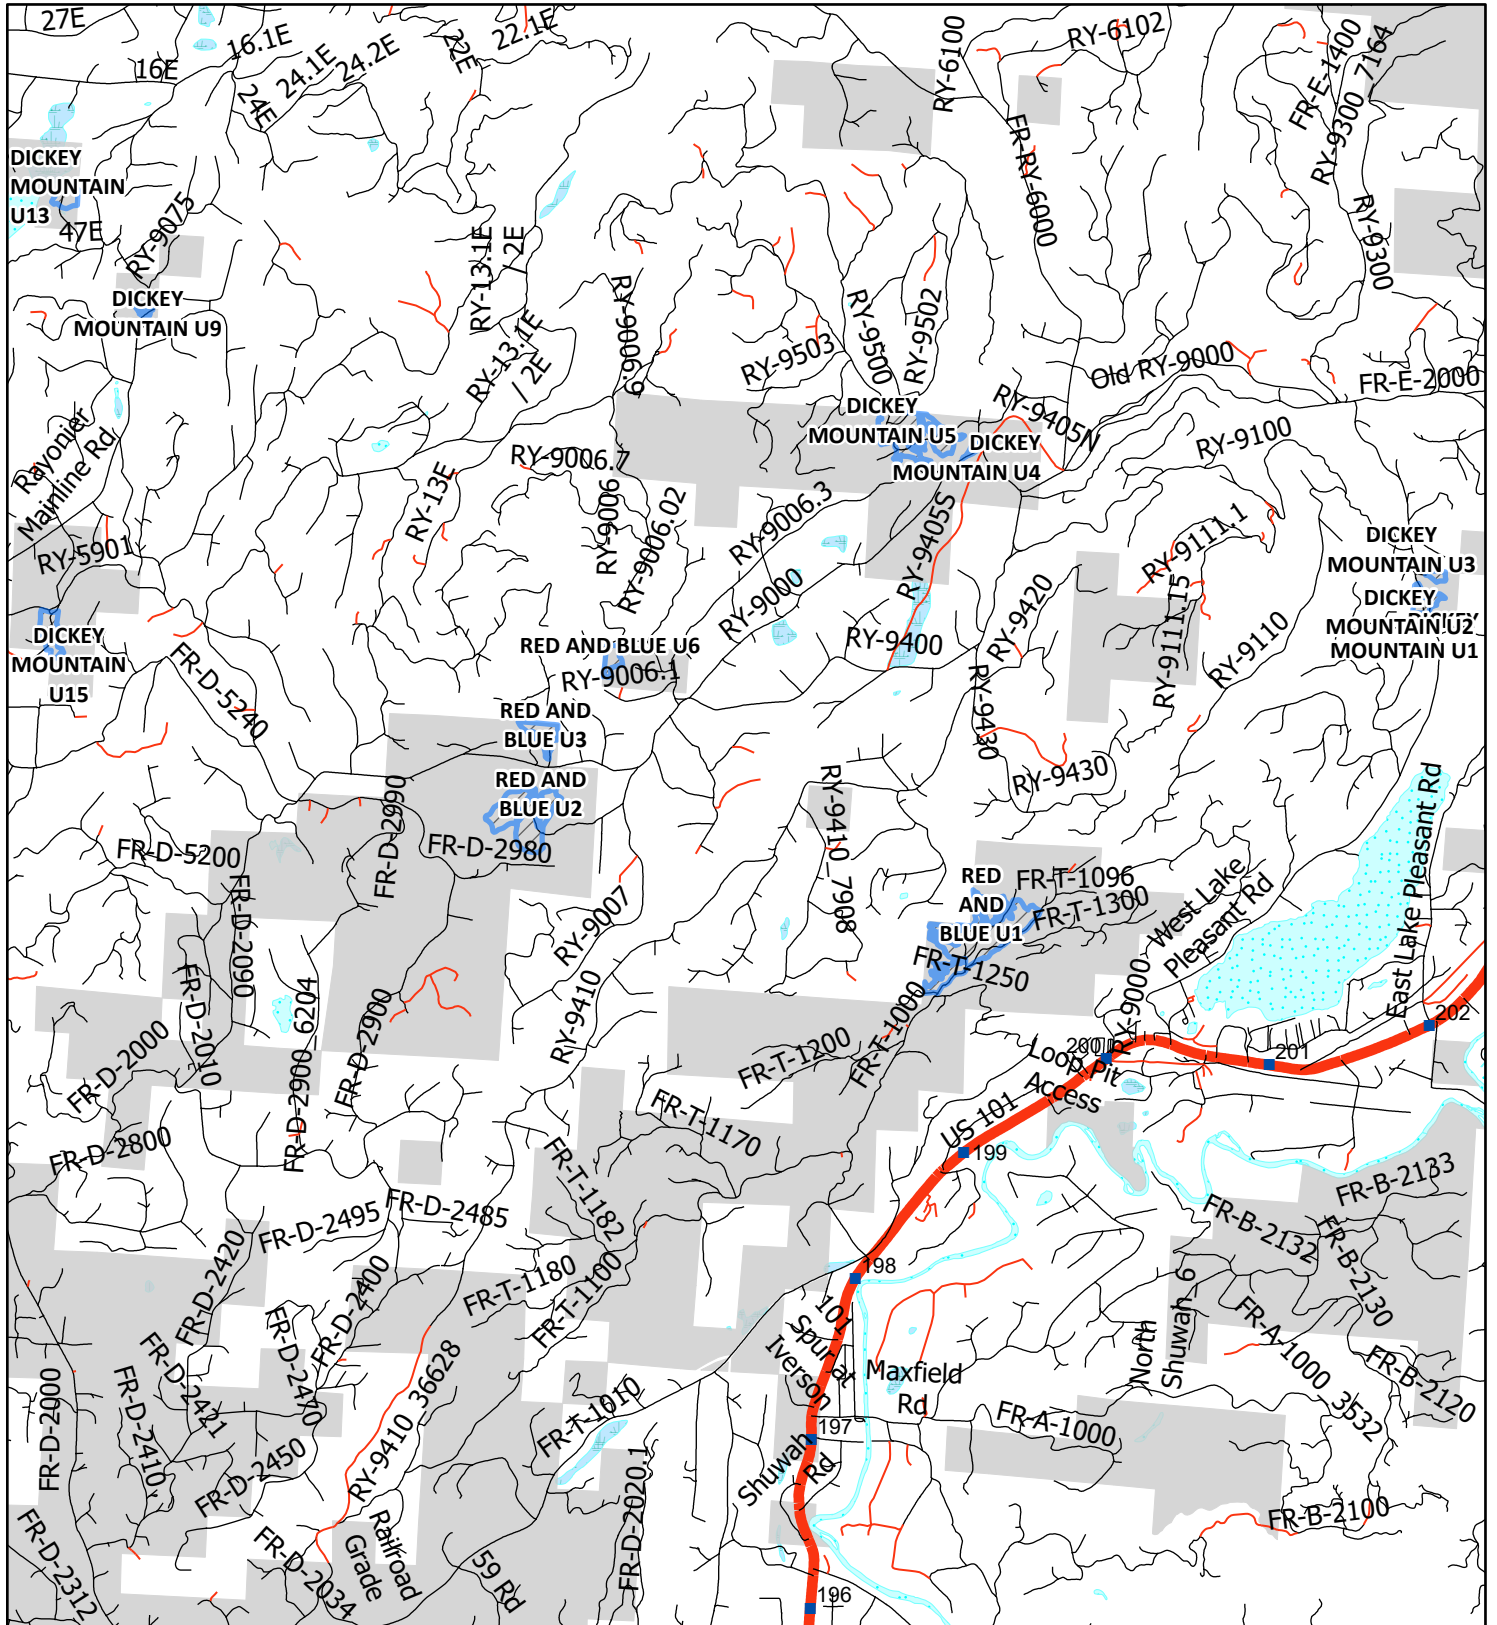 27E
16E
16.1E
24E
24.1E
24.2E
22E
22.1E
RY-6100
RY-6102
FR-E-1400
RY-9300_7164
FR-RY-6000
RY-9300
DICKEY
MOUNTAIN
U13
47E
RY-9075
DICKEY
MOUNTAIN U9
RY-13.1E
/ 2E
RY-13.1E
/ 2E
RY-9006.9
RY-9503
RY-9500
RY-9502
Old RY-9000
FR-E-2000
DICKEY
MOUNTAIN U5
DICKEY
MOUNTAIN U4
RY-9405N
RY-9100
Rayonier
Mainline Rd
RY-13E
RY-9006.7
RY-9006
RY-9006.02
RY-9006.3
RY-9000
RY-9405S
RY-9111.1
RY-5901
DICKEY
MOUNTAIN U3
DICKEY
MOUNTAIN U2
MOUNTAIN U1
DICKEY
MOUNTAIN
U15
RED AND BLUE U6
RY-9006.1
RY-9400
RY-9420
RY-9111.15
RY-9110
FR-D-5240
RED AND
BLUE U3
RY-9430
RY-9430
RED AND
BLUE U2
FR-D-2990
FR-D-2980
FR-D-5200
RY-9410_7908
East Lake Pleasant Rd
FR-D-2090
RY-9007
RED
AND
BLUE U1
FR-T-1096
FR-T-1300
FR-T-1250
West Lake
Pleasant Rd
FR-D-2010
FR-D-2900_6204
FR-D-2900
RY-9410
FR-T-1000
RY-9000
202
201
FR-D-2000
FR-T-1200
Loop Pit
Access
FR-T-1170
US 101
199
FR-D-2800
FR-T-1182
FR-D-2495
FR-D-2485
FR-D-2420
FR-D-2400
FR-T-1180
FR-T-1100
198
FR-B-2133
FR-B-2132
FR-B-2130
FR-D-2470
FR-D-2421
FR-D-2410
FR-D-2000
RY-9410_36628
101
Spur at
Iverson
Maxfield
Rd
North
Shuwah_6
FR-A-1000_3532
FR-B-2120
FR-T-1010
197
FR-A-1000
FR-D-2450
Shuwah
Rd
FR-B-2100
FR-D-2312
FR-D-2034
Railroad
Grade
59 Rd
FR-D-2020.1
196